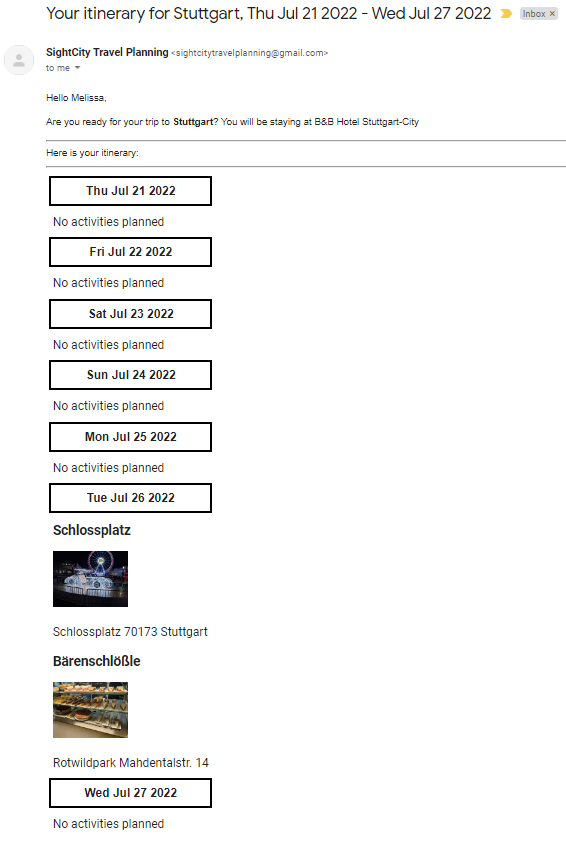 Your itinerary for Stuttgart, Thu Jul 21 2022 - Wed Jul 27 2022 Inbox ×
SightCity Travel Planning <sightcitytravelplanning@gmail.com>
to me
Hello Melissa,
Are you ready for your trip to Stuttgart? You will be staying at B&B Hotel Stuttgart-City
Here is your itinerary:
Thu Jul 21 2022
No activities planned
Fri Jul 22 2022
No activities planned
Sat Jul 23 2022
No activities planned
Sun Jul 24 2022
No activities planned
Mon Jul 25 2022
No activities planned
Tue Jul 26 2022
Schlossplatz
Schlossplatz 70173 Stuttgart
Bärenschlößle
Rotwildpark Mahdentalstr. 14
Wed Jul 27 2022
No activities planned